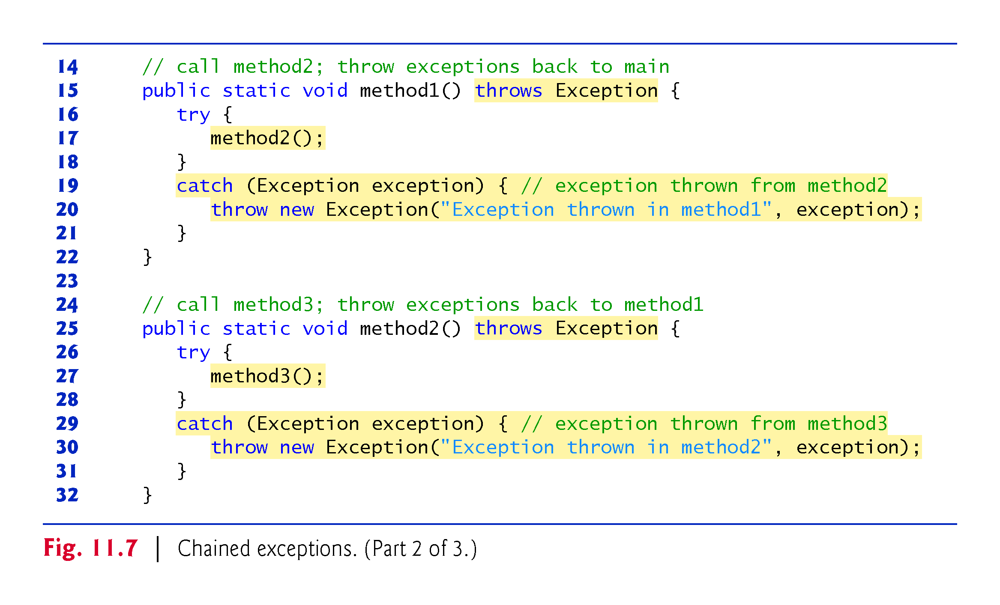 14 // call method2; throw exceptions back to main
15 public static void method1() throws Exception {
16 try {
17 method2();
18 }
19 catch (Exception exception) { // exception thrown from method2
20 throw new Exception("Exception thrown in method1", exception);
21 }
22 }
23
24 // call method3; throw exceptions back to method1
25 public static void method2() throws Exception {
26 try {
27 method3();
28 }
29 catch (Exception exception) { // exception thrown from method3
30 throw new Exception("Exception thrown in method2", exception);
31 }
32 }
Fig. 11.7 | Chained exceptions. (Part 2 of 3.)